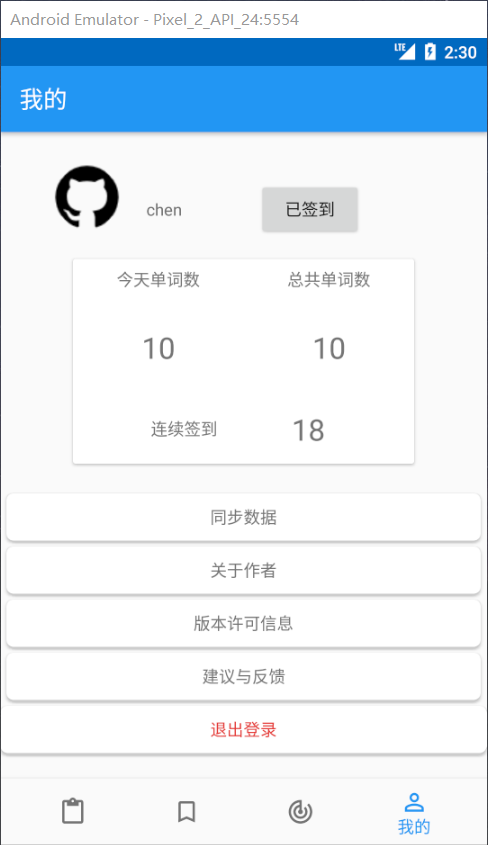 Android Emulator - Pixel_2_API_24:5554
LTE 2:30
我的
chen 已签到
今天单词数 总共单词数
10 10
连续签到 18
同步数据
关于作者
版本许可信息
建议与反馈
退出登录
我的